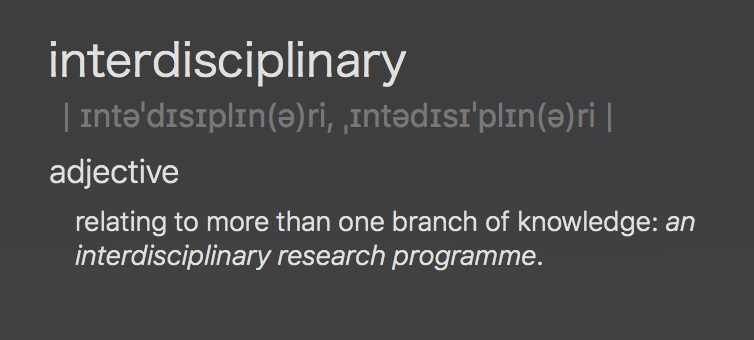 interdisciplinary
| ɪntəˈdɪsɪplɪn(ə)ri, ˌɪntədɪsɪˈplɪn(ə)ri |
adjective
relating to more than one branch of knowledge: an
interdisciplinary research programme.